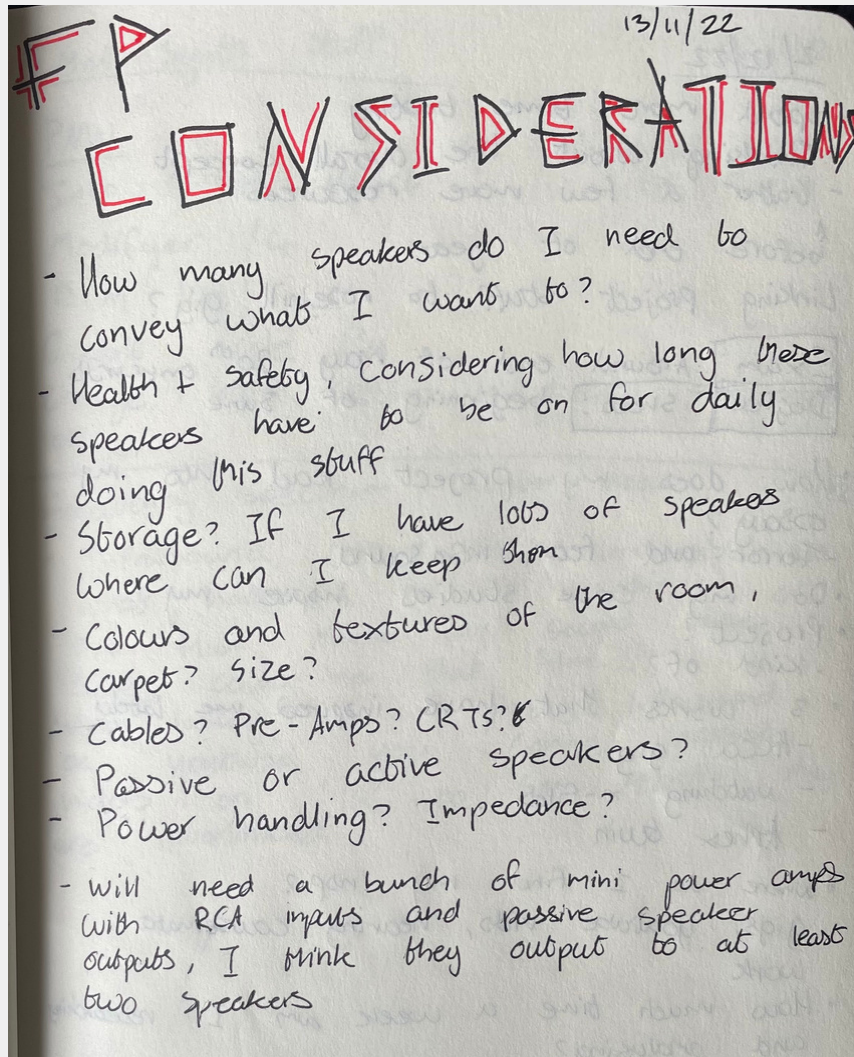 13/11/22
FP
CONSIDERATIONS
- How many speakers do I need to
convey what I want to?
- Health + safety, considering how long these
speakers have to be on for daily
doing this stuff
- Storage? If I have lots of speakers
where can I keep them
- Colours and textures of the room,
carpet? size?
- Cables? Pre-Amps? CRTs?
- Passive or active speakers?
- Power handling? Impedance?
- will need a bunch of mini power amps
with RCA inputs and passive speaker
outputs, I think they output to at least
two speakers